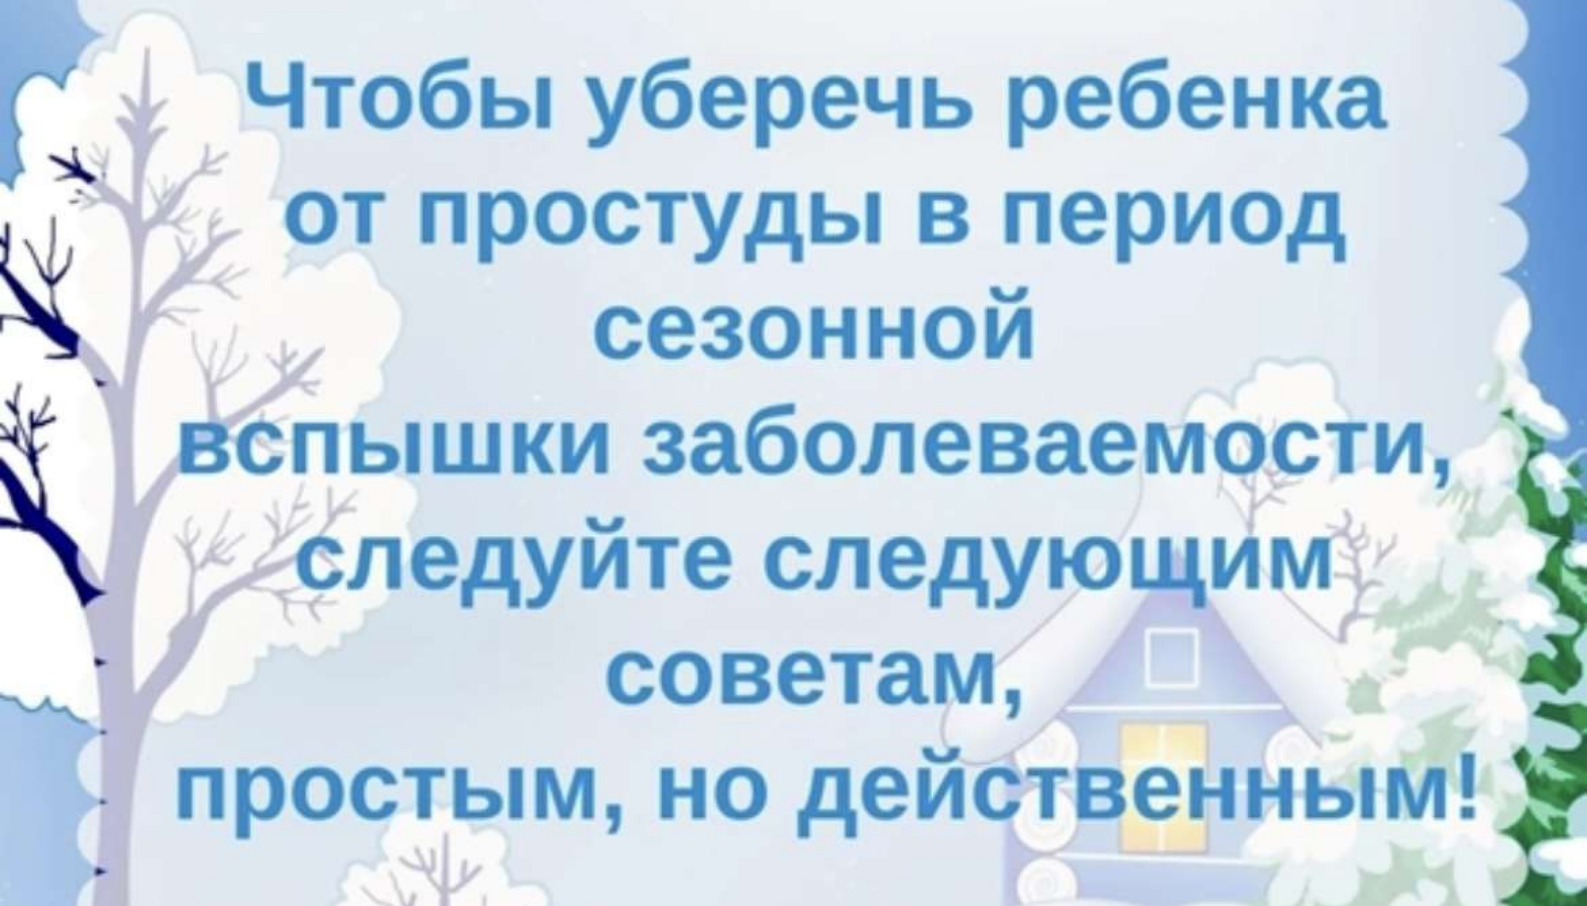 Чтобы уберечь ребенка
от простуды в период
сезонной
вспышки заболеваемости,
следуйте следующим
советам,
простым, но действенным!